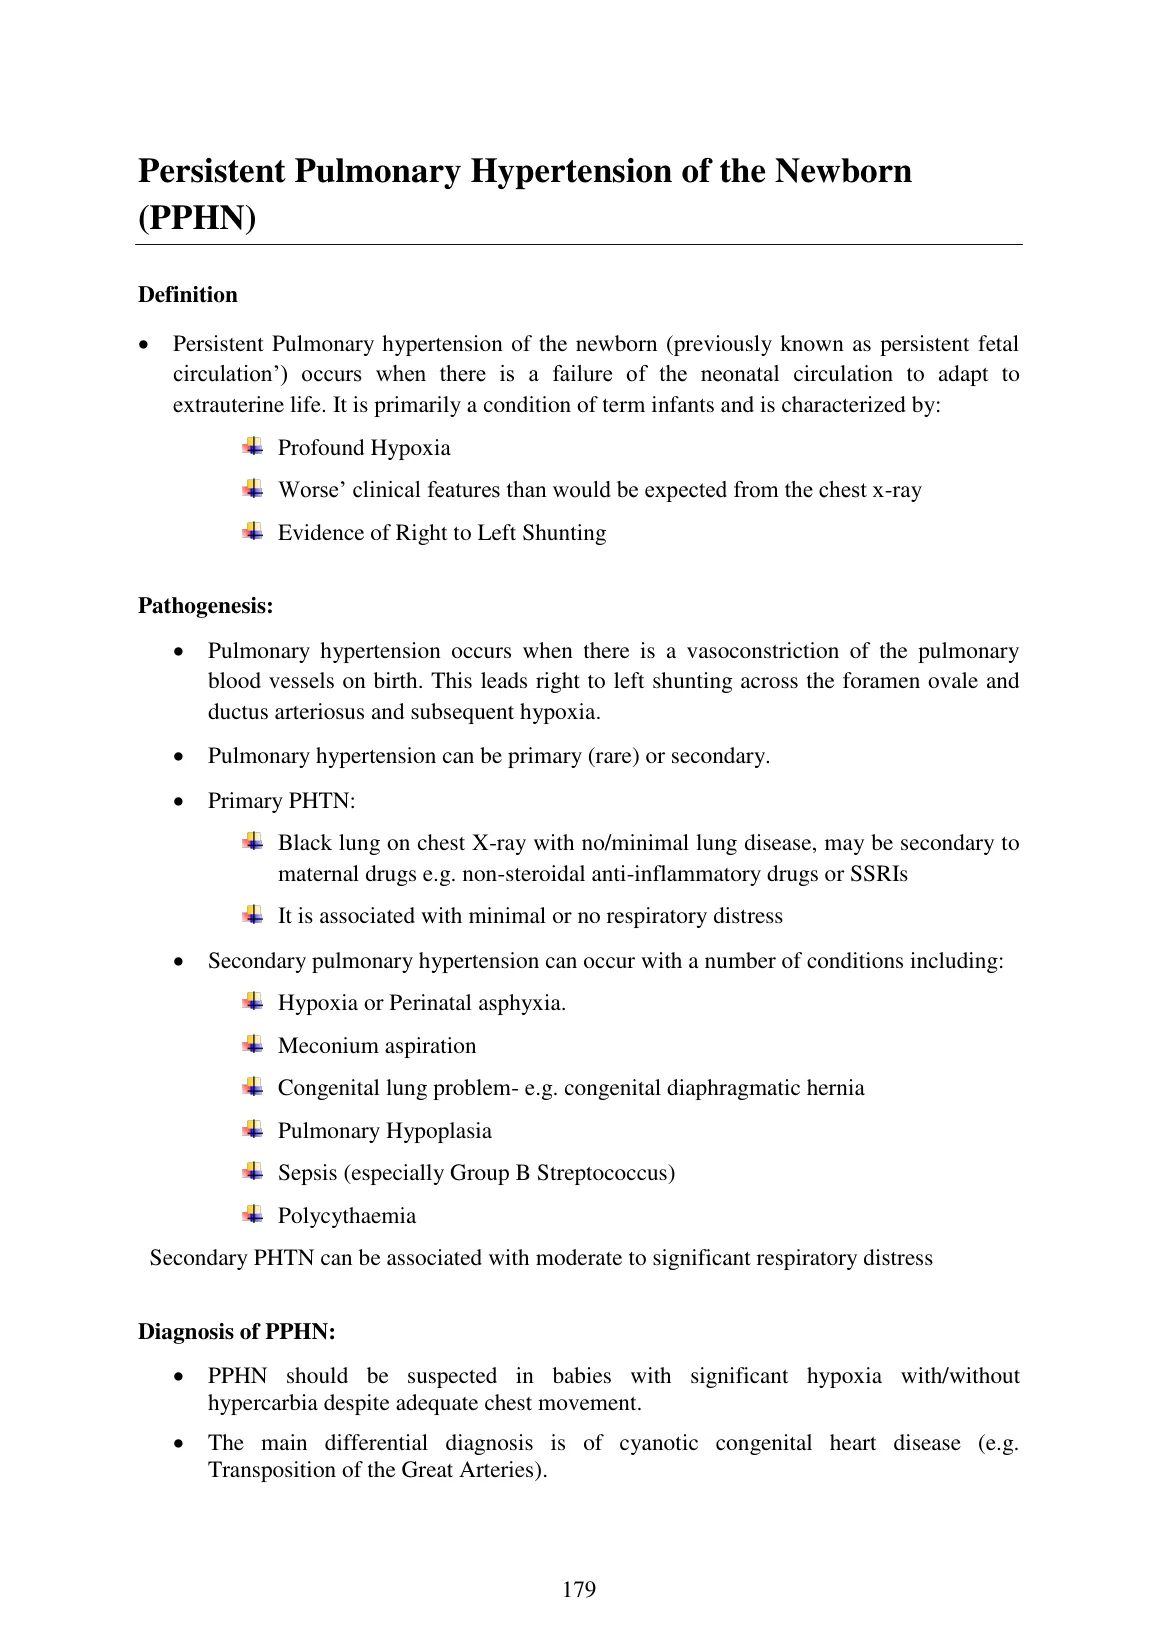 Persistent Pulmonary Hypertension of the Newborn
(PPHN)
Definition
• Persistent Pulmonary hypertension of the newborn (previously known as persistent fetal
circulation’) occurs when there is a failure of the neonatal circulation to adapt to
extrauterine life. It is primarily a condition of term infants and is characterized by:
Profound Hypoxia
Worse’ clinical features than would be expected from the chest x-ray
Evidence of Right to Left Shunting
Pathogenesis:
• Pulmonary hypertension occurs when there is a vasoconstriction of the pulmonary
blood vessels on birth. This leads right to left shunting across the foramen ovale and
ductus arteriosus and subsequent hypoxia.
• Pulmonary hypertension can be primary (rare) or secondary.
• Primary PHTN:
Black lung on chest X-ray with no/minimal lung disease, may be secondary to
maternal drugs e.g. non-steroidal anti-inflammatory drugs or SSRIs
It is associated with minimal or no respiratory distress
• Secondary pulmonary hypertension can occur with a number of conditions including:
Hypoxia or Perinatal asphyxia.
Meconium aspiration
Congenital lung problem- e.g. congenital diaphragmatic hernia
Pulmonary Hypoplasia
Sepsis (especially Group B Streptococcus)
Polycythaemia
Secondary PHTN can be associated with moderate to significant respiratory distress
Diagnosis of PPHN:
• PPHN should be suspected in babies with significant hypoxia with/without
hypercarbia despite adequate chest movement.
• The main differential diagnosis is of cyanotic congenital heart disease (e.g.
Transposition of the Great Arteries).
179